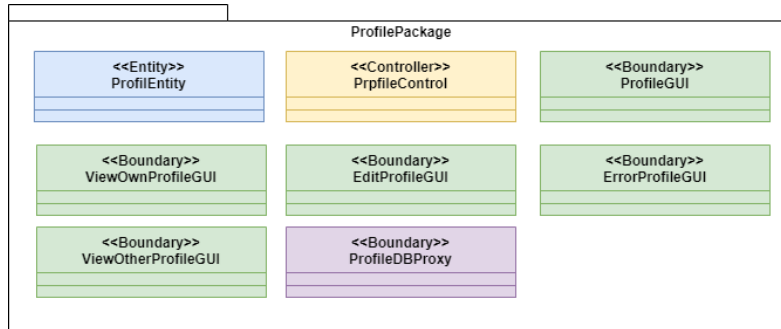 ProfilePackage
<<Entity>>
ProfilEntity
<<Controller>>
PrpfileControl
<<Boundary>>
ProfileGUI
<<Boundary>>
ViewOwnProfileGUI
<<Boundary>>
EditProfileGUI
<<Boundary>>
ErrorProfileGUI
<<Boundary>>
ViewOtherProfileGUI
<<Boundary>>
ProfileDBProxy